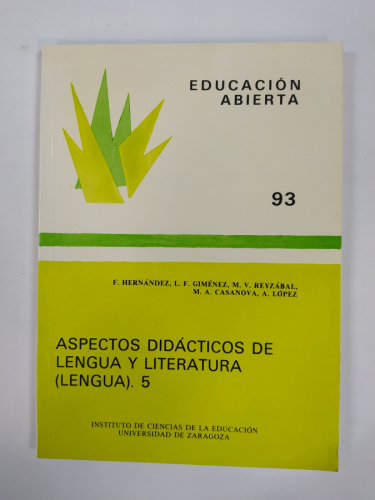 EDUCACIÓN
ABIERTA
93
F. HERNÁNDEZ, L. F. GIMÉNEZ, M. V. REYZÁBAL,
M. A. CASANOVA, A. LÓPEZ
ASPECTOS DIDÁCTICOS DE
LENGUA Y LITERATURA
(LENGUA). 5
INSTITUTO DE CIENCIAS DE LA EDUCACIÓN
UNIVERSIDAD DE ZARAGOZA